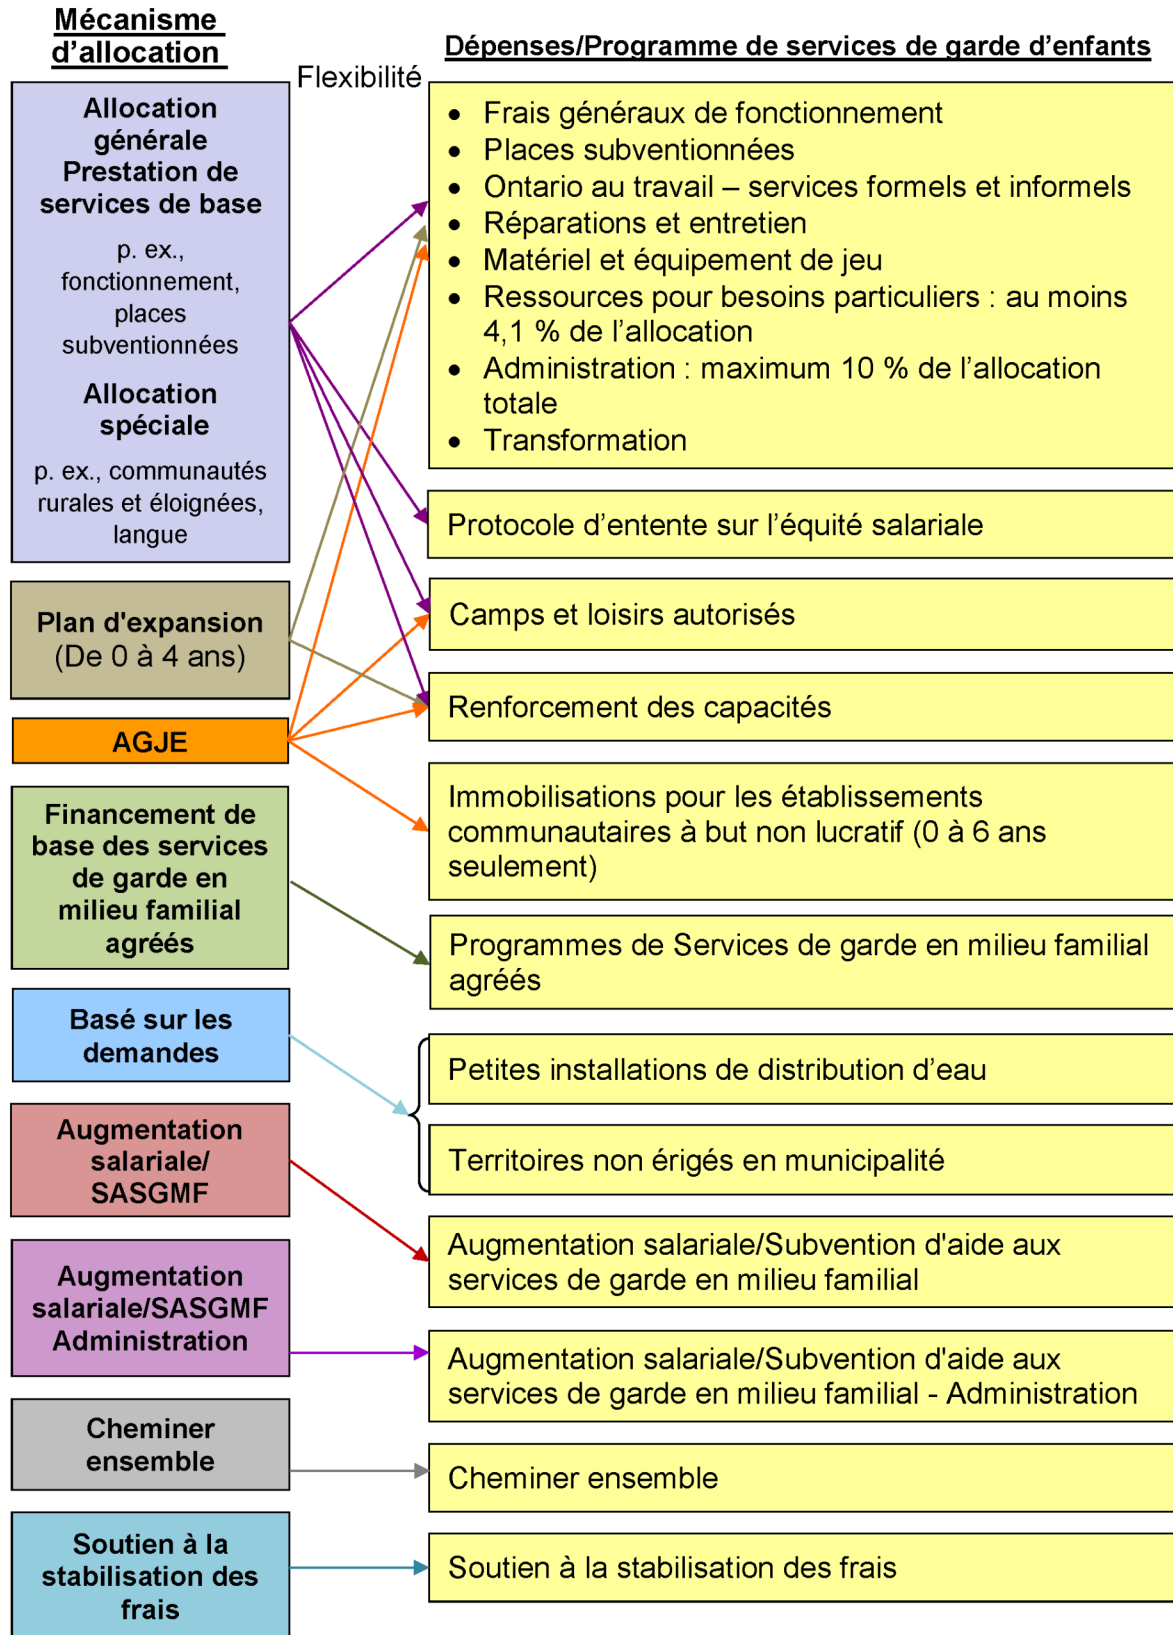 Mécanisme
d'allocation
Flexibilité
Dépenses/Programme de services de garde d'enfants
Allocation
générale
Prestation de
services de base
p. ex.,
fonctionnement,
places
subventionnées
Allocation
spéciale
p. ex., communautés
rurales et éloignées,
langue
Plan d'expansion
(De 0 à 4 ans)
AGJE
Financement de
base des services
de garde en
milieu familial
agréés
Basé sur les
demandes
Augmentation
salariale/
SASGMF
Augmentation
salariale/SASGMF
Administration
Cheminer
ensemble
Soutien à la
stabilisation des
frais
• Frais généraux de fonctionnement
• Places subventionnées
• Ontario au travail – services formels et informels
• Réparations et entretien
• Matériel et équipement de jeu
• Ressources pour besoins particuliers : au moins
4,1 % de l'allocation
• Administration : maximum 10 % de l'allocation
totale
• Transformation
Protocole d'entente sur l'équité salariale
Camps et loisirs autorisés
Renforcement des capacités
Immobilisations pour les établissements
communautaires à but non lucratif (0 à 6 ans
seulement)
Programmes de Services de garde en milieu familial
agréés
Petites installations de distribution d'eau
Territoires non érigés en municipalité
Augmentation salariale/Subvention d'aide aux
services de garde en milieu familial
Augmentation salariale/Subvention d'aide aux
services de garde en milieu familial - Administration
Cheminer ensemble
Soutien à la stabilisation des frais